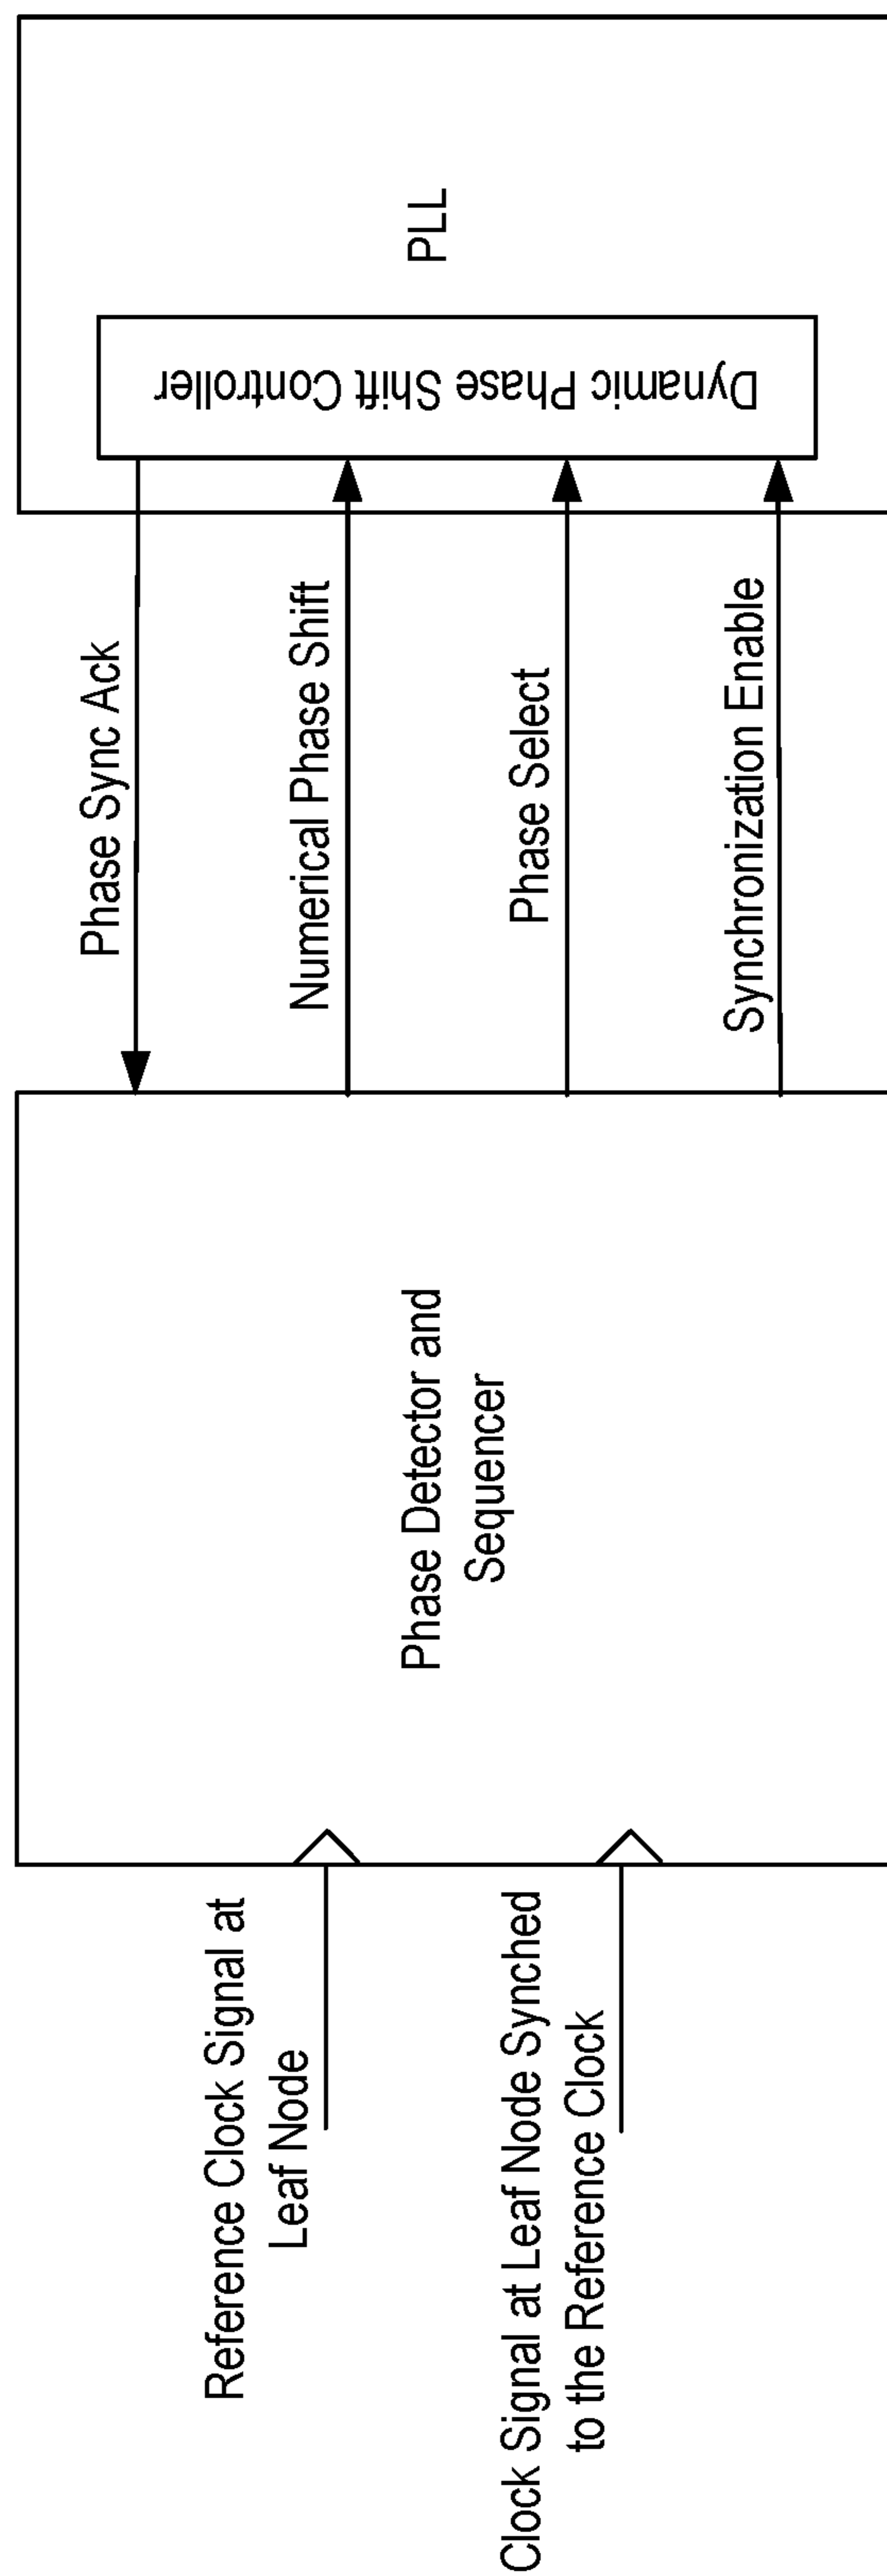 Reference Clock Signal at
Leaf Node
Clock Signal at Leaf Node Synched
to the Reference Clock
Phase Detector and
Sequencer
Phase Sync Ack
Numerical Phase Shift
Phase Select
Synchronization Enable
Dynamic Phase Shift Controller
PLL